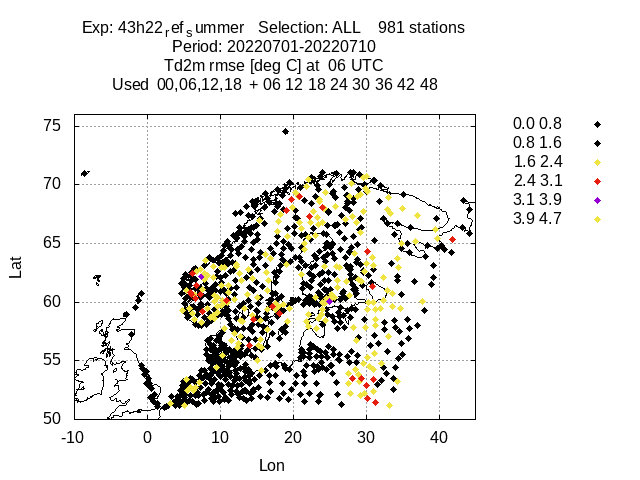 Exp: 43h22refsummer Selection: ALL 981 stations
Period: 20220701-20220710
Td2m rmse [deg C] at 06 UTC
Used 00,06,12,18 + 06 12 18 24 30 36 42 48
75
70
65
60
55
50
Lat
-10 0 10 20 30 40
Lon
0.0 0.8
0.8 1.6
1.6 2.4
2.4 3.1
3.1 3.9
3.9 4.7